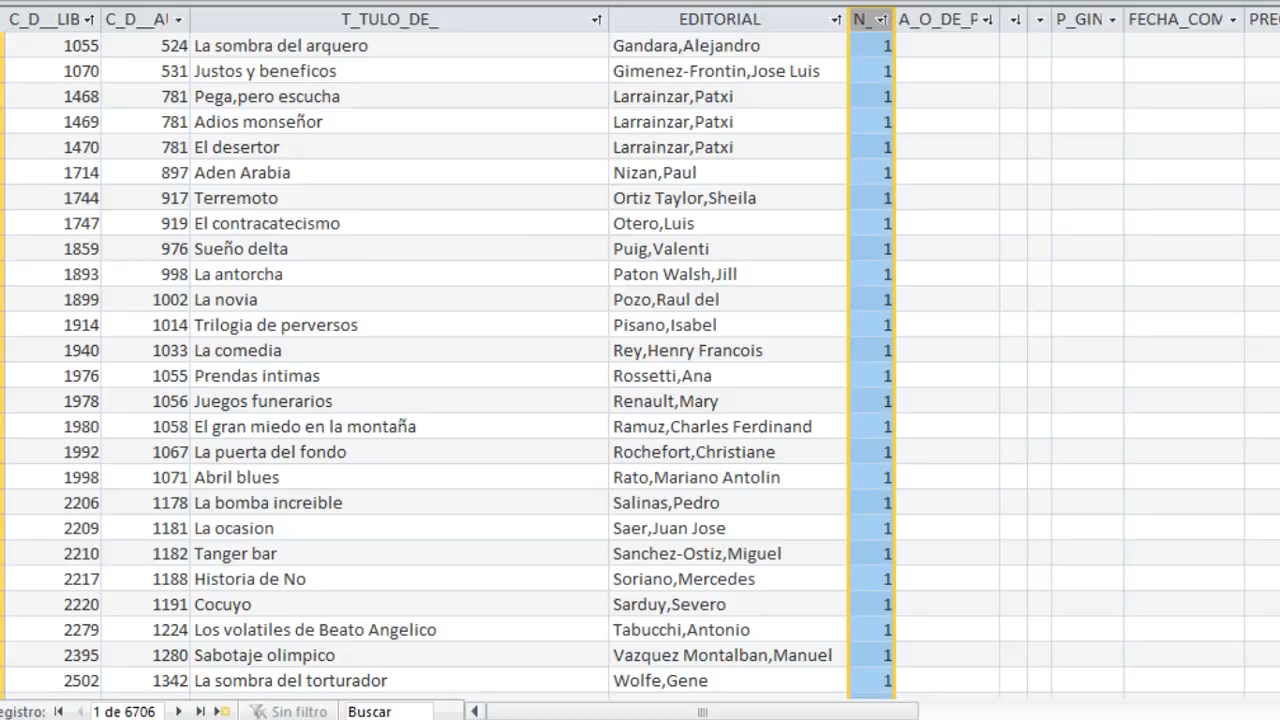 C_D__LIB C_D__AU T_TULO_DE_ EDITORIAL N_ A_O_DE_P P_GIN FECHA_COM PREC
1055 524 La sombra del arquero Gandara,Alejandro 1
1070 531 Justos y beneficos Gimenez-Frontin,Jose Luis 1
1468 781 Pega,pero escucha Larrainzar,Patxi 1
1469 781 Adios monseñor Larrainzar,Patxi 1
1470 781 El desertor Larrainzar,Patxi 1
1714 897 Aden Arabia Nizan,Paul 1
1744 917 Terremoto Ortiz Taylor,Sheila 1
1747 919 El contracatecismo Otero,Luis 1
1859 976 Sueño delta Puig,Valenti 1
1893 998 La antorcha Paton Walsh,Jill 1
1899 1002 La novia Pozo,Raul del 1
1914 1014 Trilogia de perversos Pisano,Isabel 1
1940 1033 La comedia Rey,Henry Francois 1
1976 1055 Prendas intimas Rossetti,Ana 1
1978 1056 Juegos funerarios Renault,Mary 1
1980 1058 El gran miedo en la montaña Ramuz,Charles Ferdinand 1
1992 1067 La puerta del fondo Rochefort,Christiane 1
1998 1071 Abril blues Rato,Mariano Antolin 1
2206 1178 La bomba increible Salinas,Pedro 1
2209 1181 La ocasion Saer,Juan Jose 1
2210 1182 Tanger bar Sanchez-Ostiz,Miguel 1
2217 1188 Historia de No Soriano,Mercedes 1
2220 1191 Cocuyo Sarduy,Severo 1
2279 1224 Los volatiles de Beato Angelico Tabucchi,Antonio 1
2395 1280 Sabotaje olimpico Vazquez Montalban,Manuel 1
2502 1342 La sombra del torturador Wolfe,Gene 1
egistro: 1 de 6706 Sin filtro Buscar